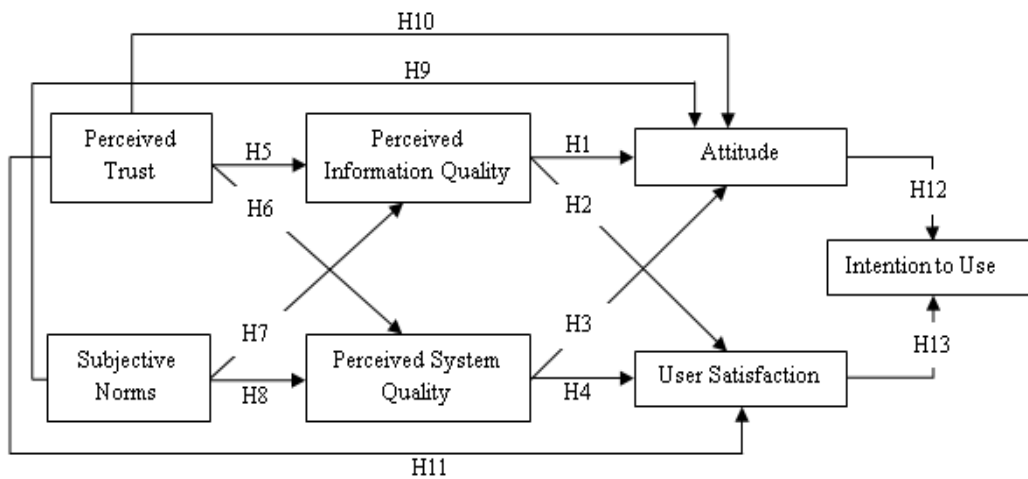 H10
H9
Perceived
Trust
H5
Perceived
Information Quality
H1
Attitude
H6
H2
H12
Intention to Use
H7
H3
Subjective
Norms
H8
Perceived System
Quality
H4
User Satisfaction
H13
H11